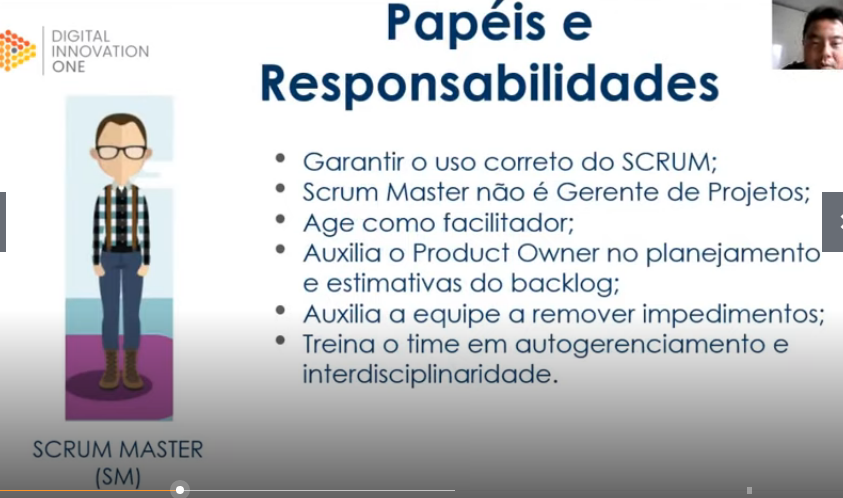 DIGITAL
INNOVATION
ONE
Papéis e
Responsabilidades
Garantir o uso correto do SCRUM;
Scrum Master não é Gerente de Projetos;
Age como facilitador;
Auxilia o Product Owner no planejamento
e estimativas do backlog;
Auxilia a equipe a remover impedimentos;
Treina o time em autogerenciamento e
interdisciplinaridade.
SCRUM MASTER
(SM)